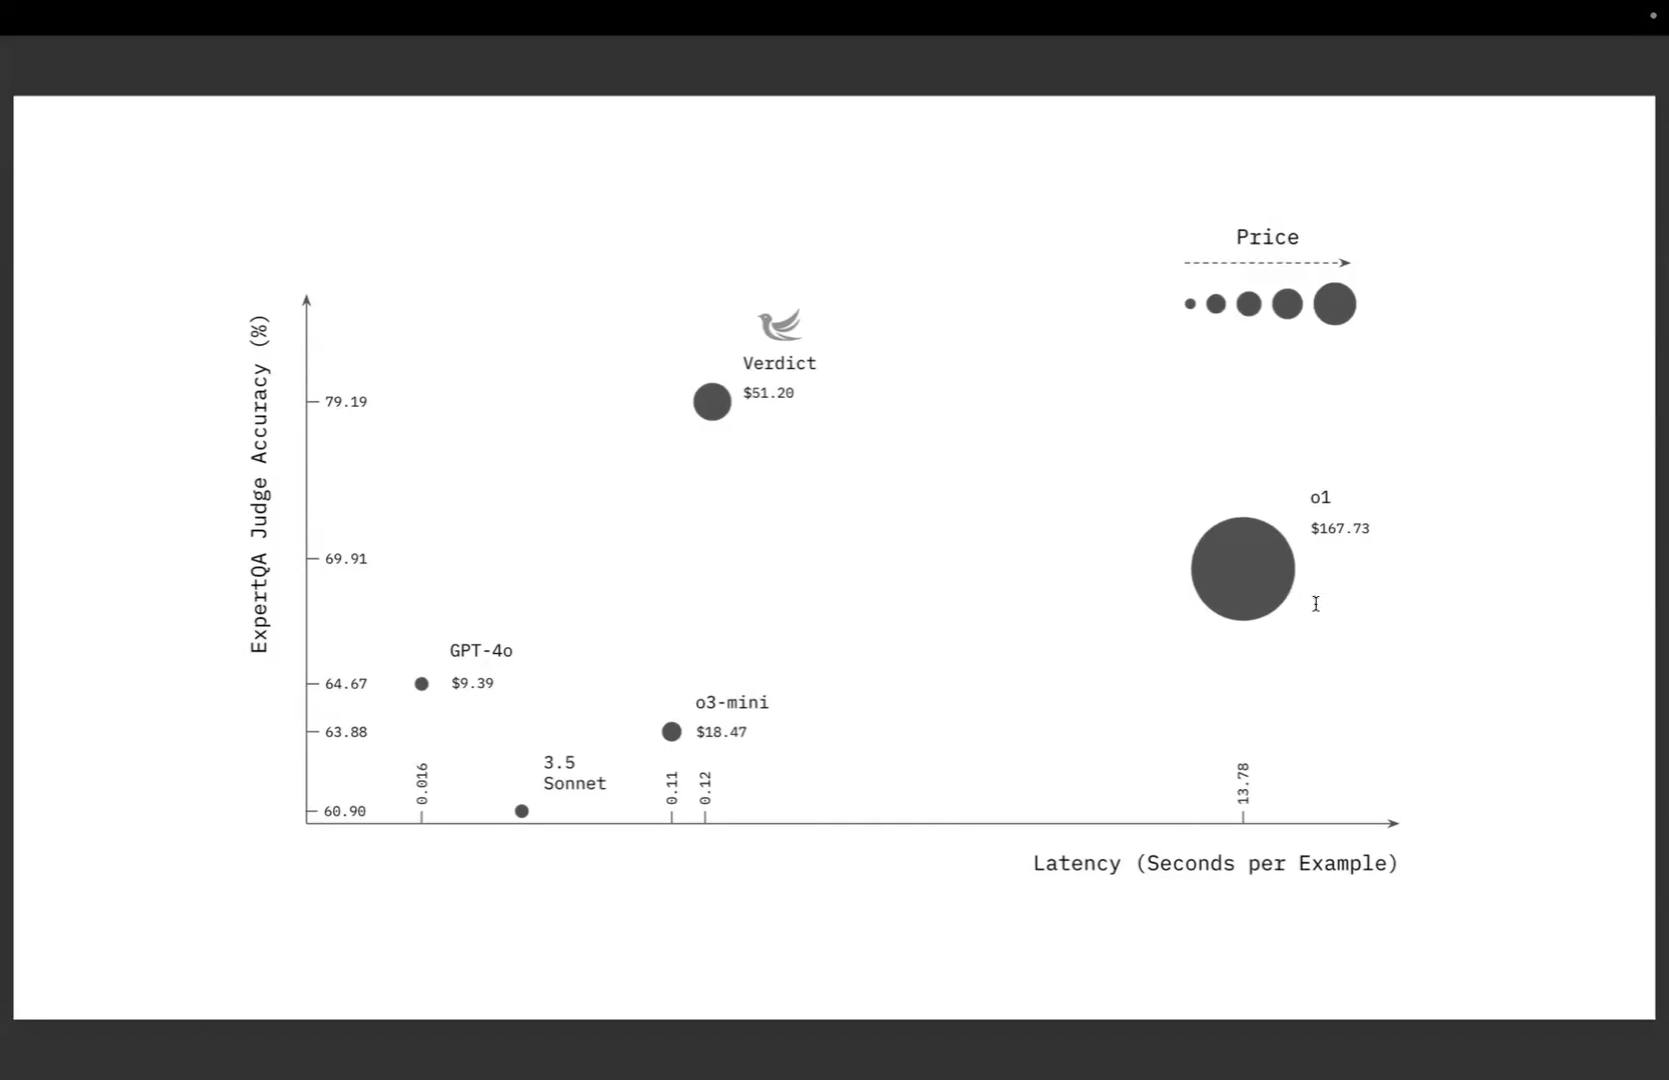 Price
ExpertQA Judge Accuracy (%)
Verdict
$51.20
79.19
o1
$167.73
69.91
GPT-4o
64.67
$9.39
o3-mini
63.88
$18.47
3.5
Sonnet
0.016
0.11
0.12
13.78
60.90
Latency (Seconds per Example)